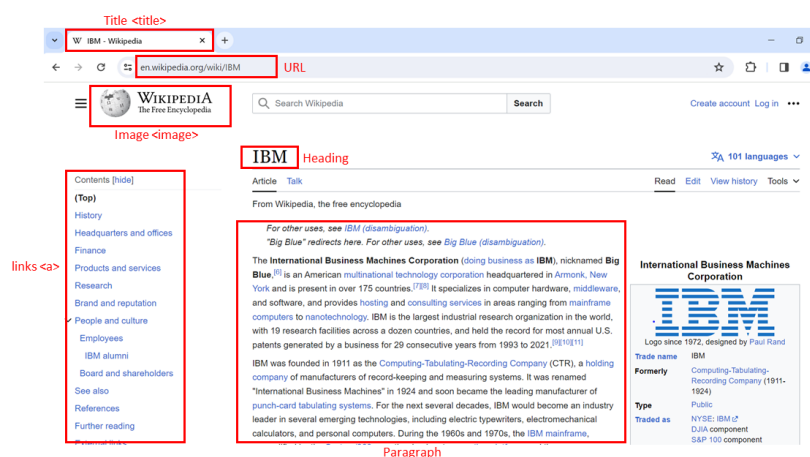 Title <title>
W IBM - Wikipedia
en.wikipedia.org/wiki/IBM
URL
WIKIPEDIA
The Free Encyclopedia
Search Wikipedia
Search
Create account Log in
Image <image>
IBM
Heading
101 languages
Contents [hide]
Article Talk
Read Edit View history Tools
(Top)
History
Headquarters and offices
Finance
Products and services
Research
Brand and reputation
People and culture
Employees
IBM alumni
Board and shareholders
See also
References
Further reading
External links
links <a>
From Wikipedia, the free encyclopedia
For other uses, see IBM (disambiguation).
"Big Blue" redirects here. For other uses, see Big Blue (disambiguation).
The International Business Machines Corporation (doing business as IBM), nicknamed Big
Blue,[6] is an American multinational technology corporation headquartered in Armonk, New
York and is present in over 175 countries.[7][8] It specializes in computer hardware, middleware,
and software, and provides hosting and consulting services in areas ranging from mainframe
computers to nanotechnology. IBM is the largest industrial research organization in the world,
with 19 research facilities across a dozen countries, and held the record for most annual U.S.
patents generated by a business for 29 consecutive years from 1993 to 2021.[9][10][11]
IBM was founded in 1911 as the Computing-Tabulating-Recording Company (CTR), a holding
company of manufacturers of record-keeping and measuring systems. It was renamed
"International Business Machines" in 1924 and soon became the leading manufacturer of
punch-card tabulating systems. For the next several decades, IBM would become an industry
leader in several emerging technologies, including electric typewriters, electromechanical
calculators, and personal computers. During the 1960s and 1970s, the IBM mainframe,
Paragraph
International Business Machines
Corporation
IBM
Logo since 1972, designed by Paul Rand
Trade name IBM
Formerly Computing-Tabulating-
Recording Company (1911-
1924)
Type Public
Traded as NYSE: IBM
DJIA component
S&P 100 component